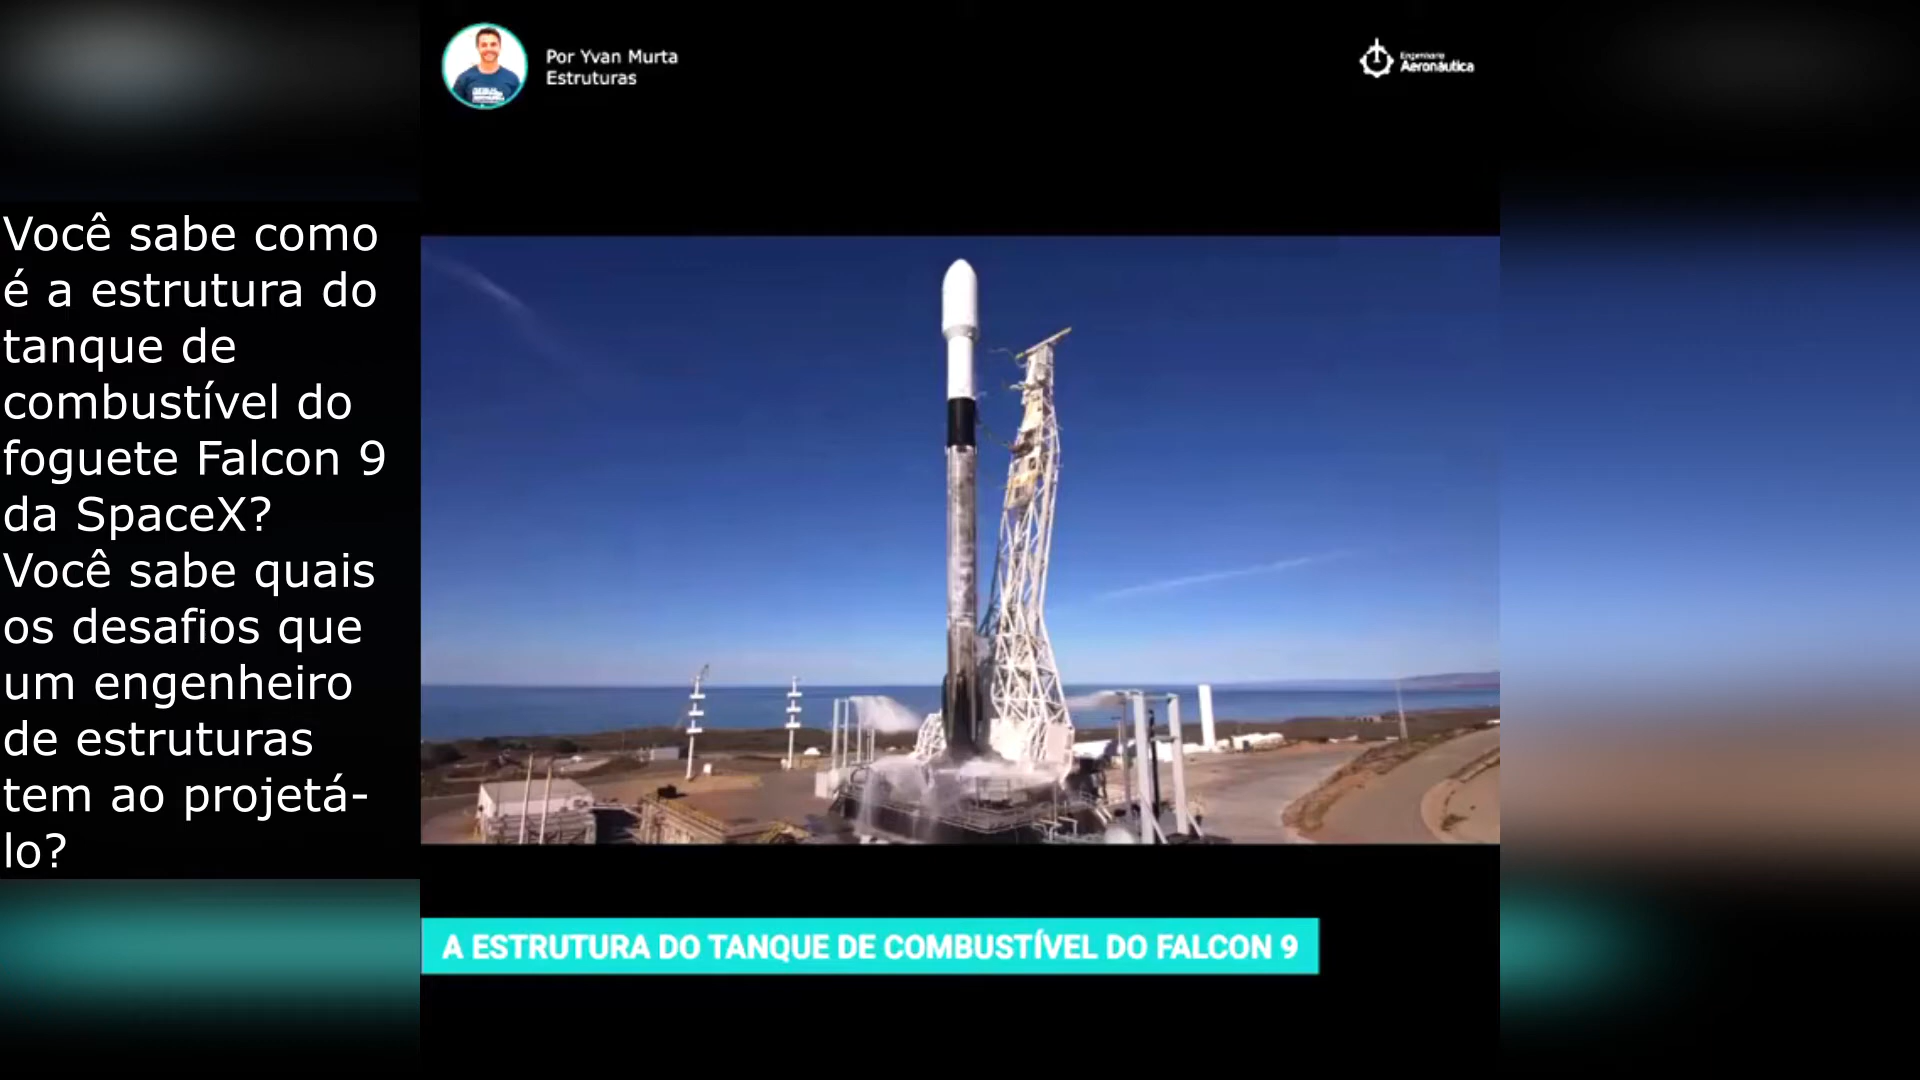 Por Yvan Murta
Estruturas
Engenharia
Aeronáutica
Você sabe como
é a estrutura do
tanque de
combustível do
foguete Falcon 9
da SpaceX?
Você sabe quais
os desafios que
um engenheiro
de estruturas
tem ao projetá-
lo?
A ESTRUTURA DO TANQUE DE COMBUSTÍVEL DO FALCON 9